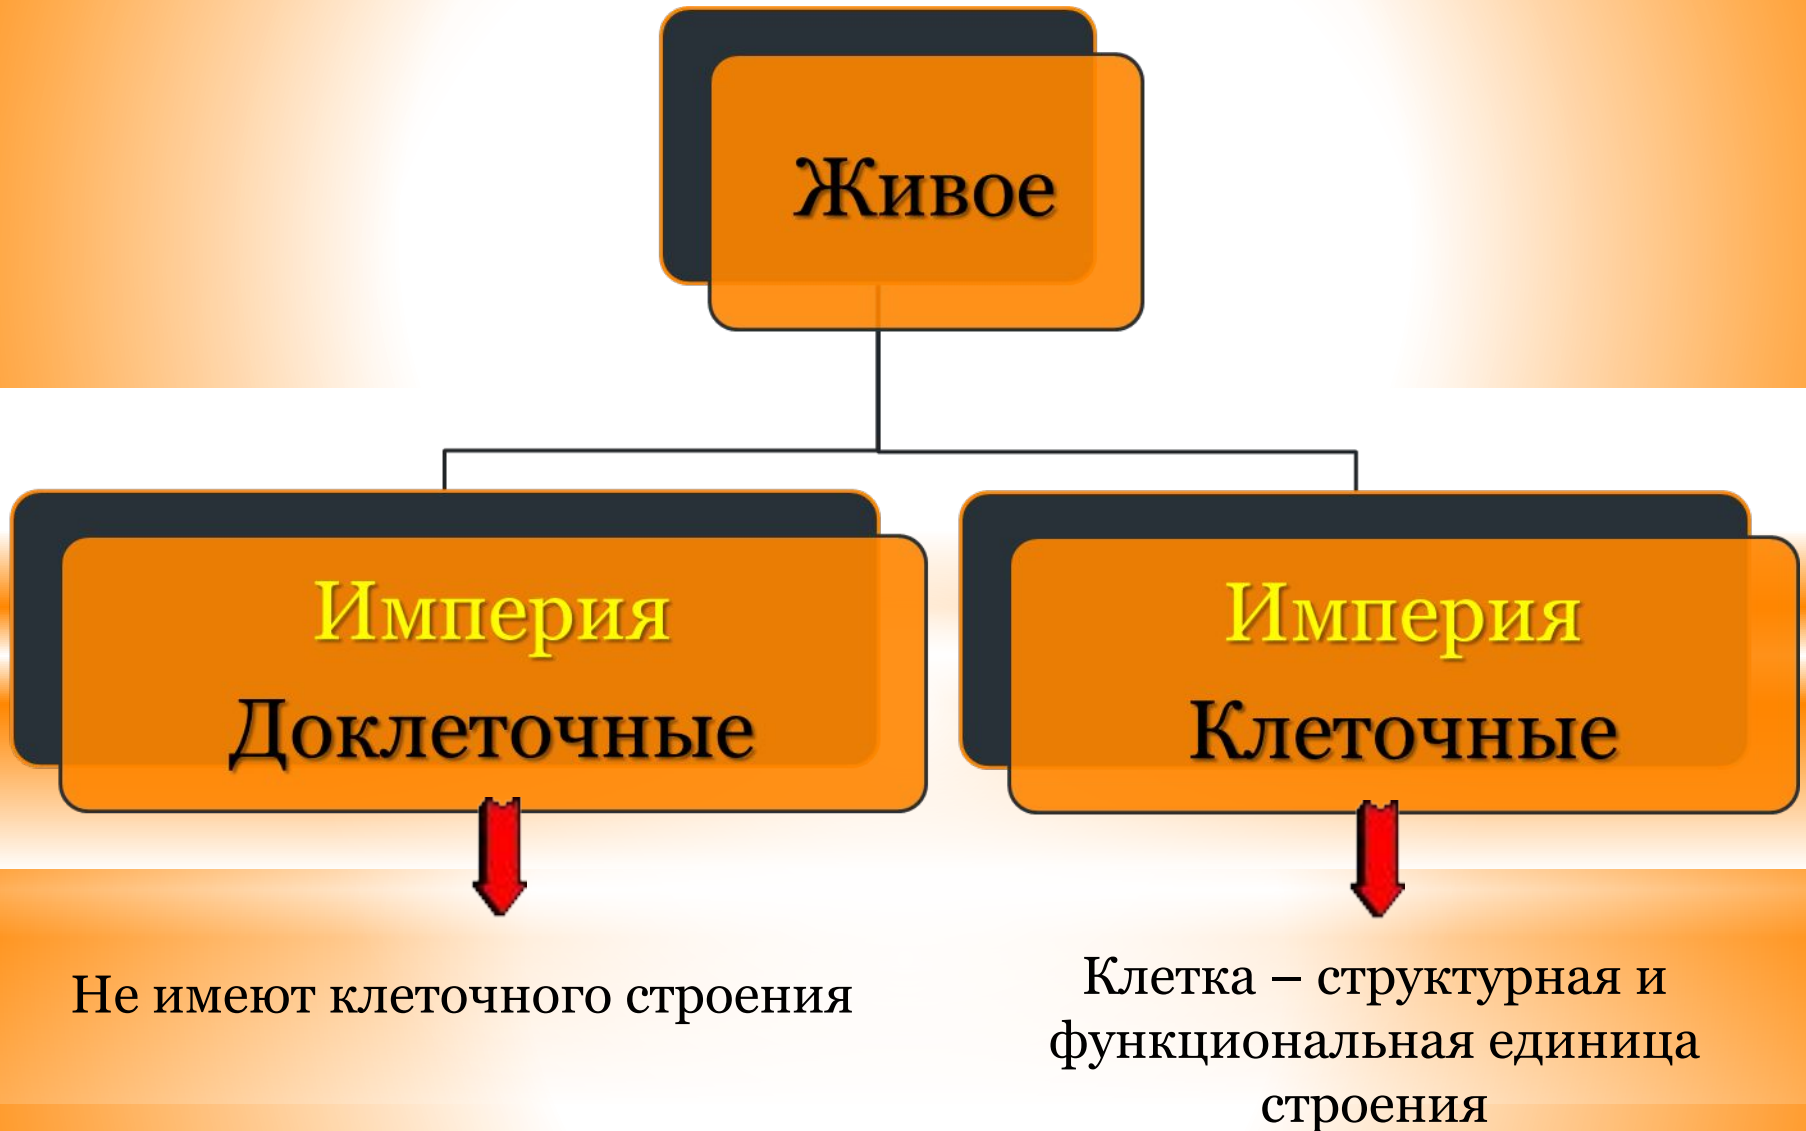 Живое
Империя
Доклеточные
Империя
Клеточные
Не имеют клеточного строения
Клетка – структурная и
функциональная единица
строения